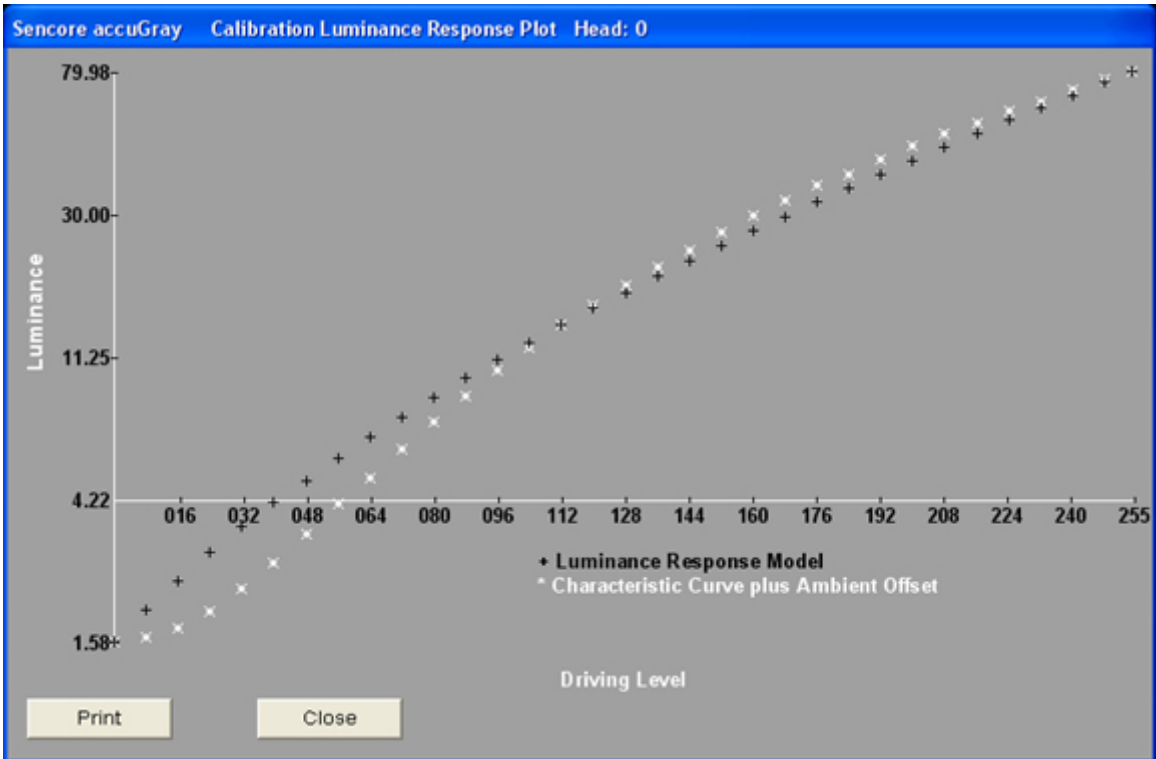 Sencore accuGray Calibration Luminance Response Plot Head: 0
79.98
30.00
Luminance
11.25
4.22
016 032 048 064 080 096 112 128 144 160 176 192 208 224 240 255
+ Luminance Response Model
* Characteristic Curve plus Ambient Offset
1.58
Driving Level
Print Close